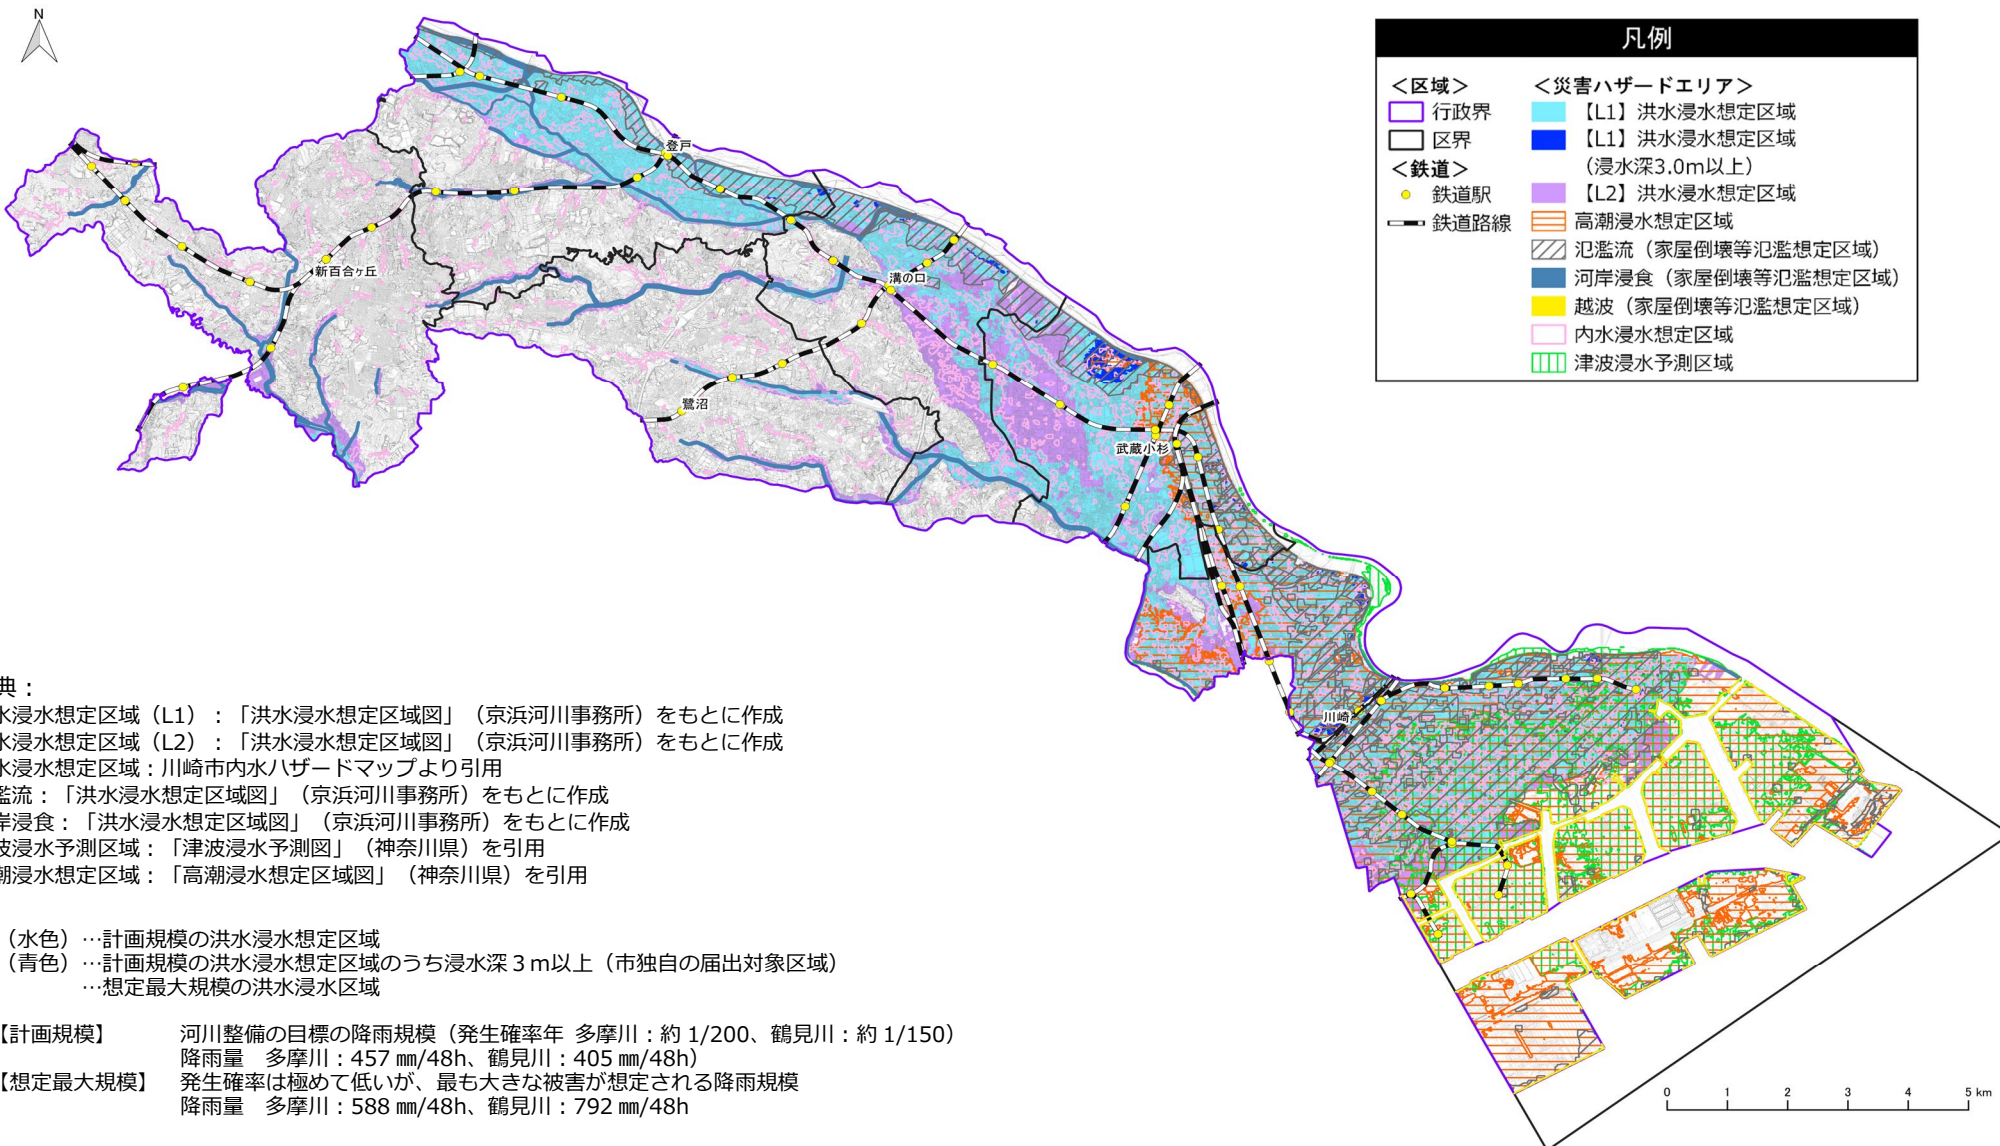 N
凡例
＜区域＞
行政界
区界
＜鉄道＞
鉄道駅
鉄道路線
＜災害ハザードエリア＞
【L1】洪水浸水想定区域
【L1】洪水浸水想定区域
（浸水深3.0m以上）
【L2】洪水浸水想定区域
高潮浸水想定区域
氾濫流（家屋倒壊等氾濫想定区域）
河岸浸食（家屋倒壊等氾濫想定区域）
越波（家屋倒壊等氾濫想定区域）
内水浸水想定区域
津波浸水予測区域
登戸
新百合ヶ丘
溝の口
鷺沼
武蔵小杉
川崎
典：
水浸水想定区域（L1）：「洪水浸水想定区域図」（京浜河川事務所）をもとに作成
水浸水想定区域（L2）：「洪水浸水想定区域図」（京浜河川事務所）をもとに作成
水浸水想定区域：川崎市内水ハザードマップより引用
濫流：「洪水浸水想定区域図」（京浜河川事務所）をもとに作成
岸浸食：「洪水浸水想定区域図」（京浜河川事務所）をもとに作成
波浸水予測区域：「津波浸水予測図」（神奈川県）を引用
潮浸水想定区域：「高潮浸水想定区域図」（神奈川県）を引用
（水色）…計画規模の洪水浸水想定区域
（青色）…計画規模の洪水浸水想定区域のうち浸水深３ｍ以上（市独自の届出対象区域）
…想定最大規模の洪水浸水区域
【計画規模】 河川整備の目標の降雨規模（発生確率年 多摩川：約 1/200、鶴見川：約 1/150）
降雨量 多摩川：457 ㎜/48h、鶴見川：405 ㎜/48h）
【想定最大規模】 発生確率は極めて低いが、最も大きな被害が想定される降雨規模
降雨量 多摩川：588 ㎜/48h、鶴見川：792 ㎜/48h
0 1 2 3 4 5 km